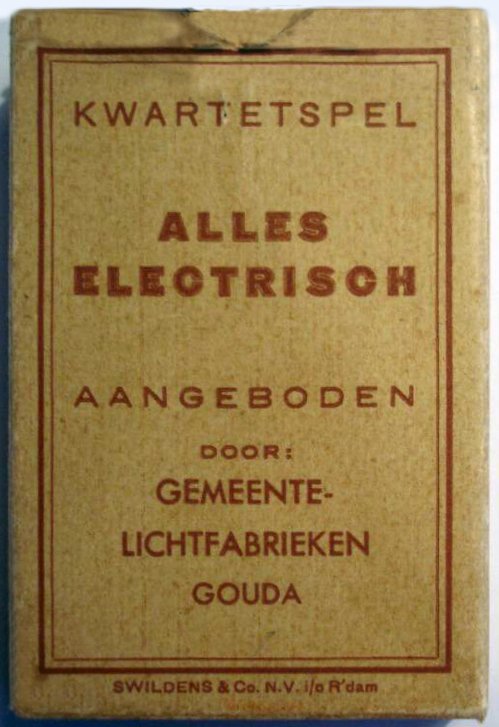 KWARTETSPEL
ALLES
ELECTRISCH
AANGEBODEN
DOOR:
GEMEENTE-
LICHTFABRIEKEN
GOUDA
SWILDENS & Co. N.V. i/o R'dam